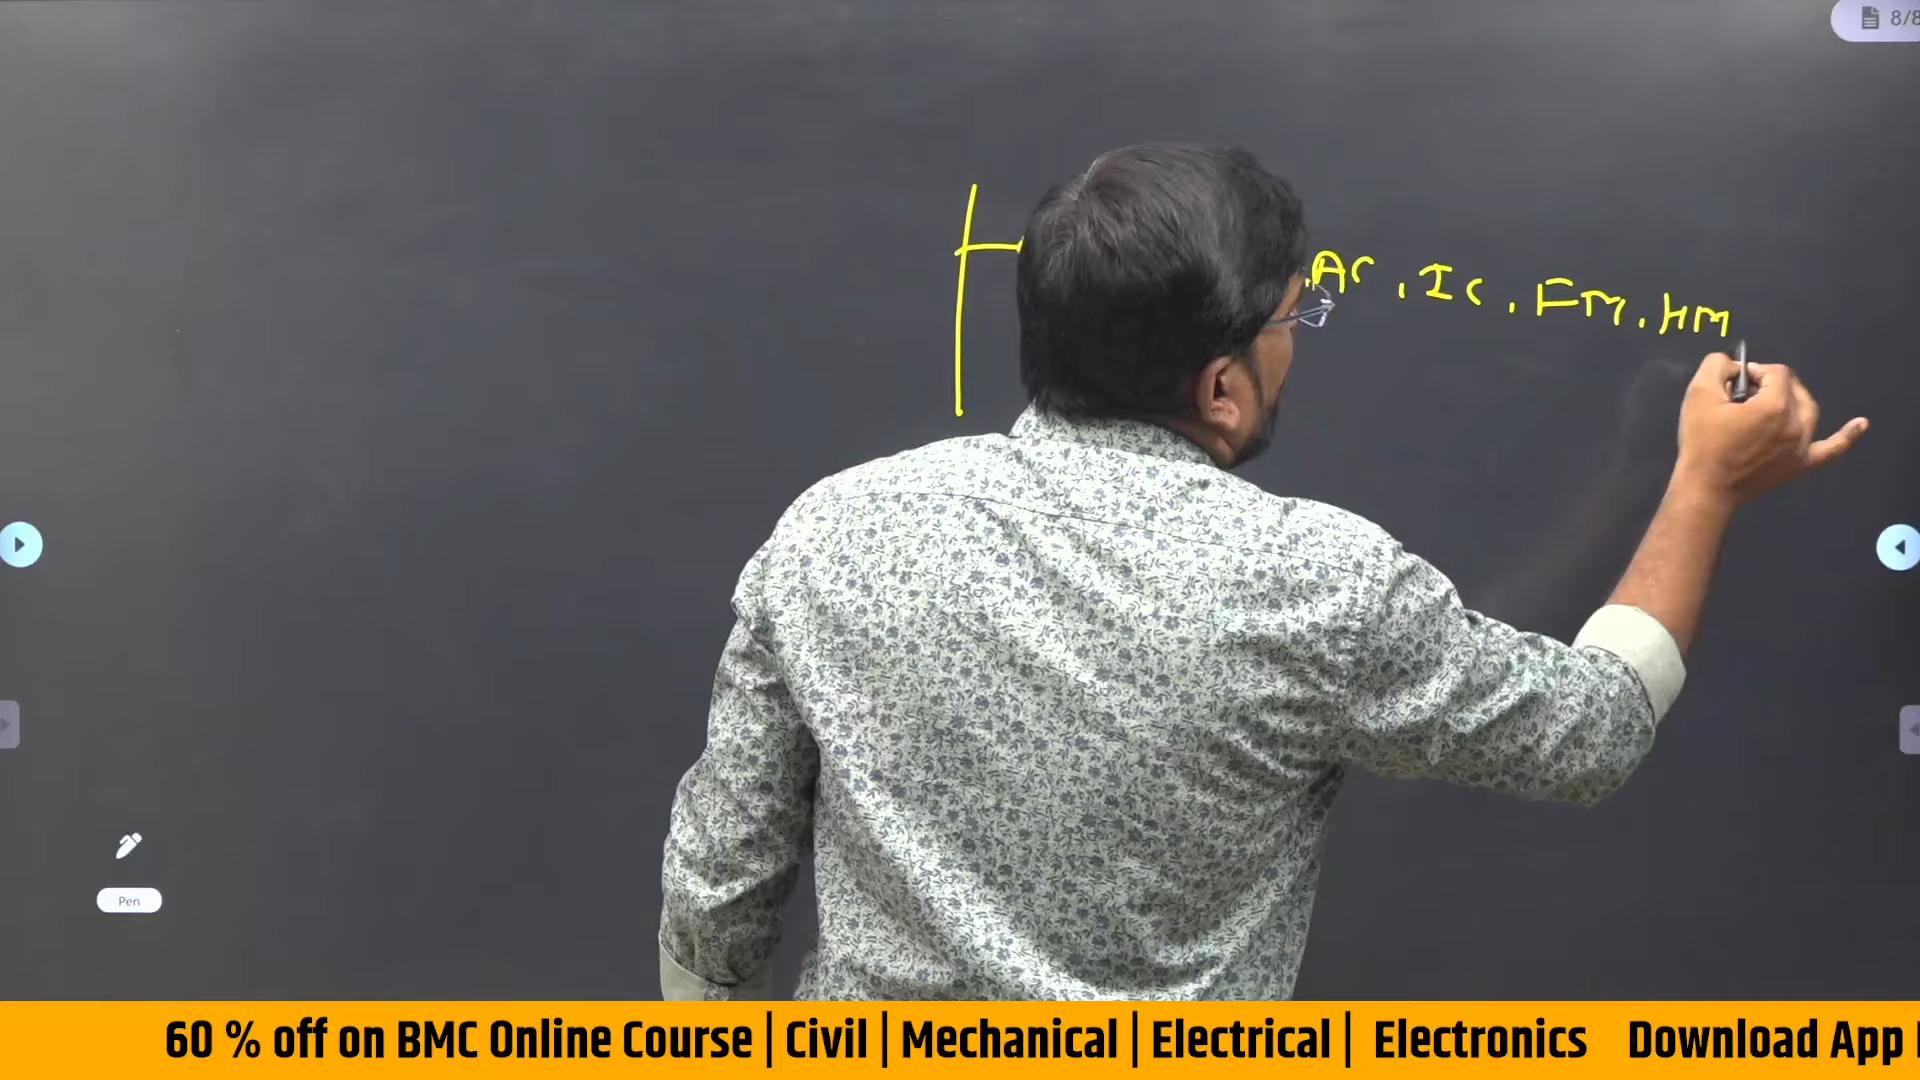 8/8
.AC . IC . FM . HM
Pen
60 % off on BMC Online Course | Civil | Mechanical | Electrical | Electronics Download App